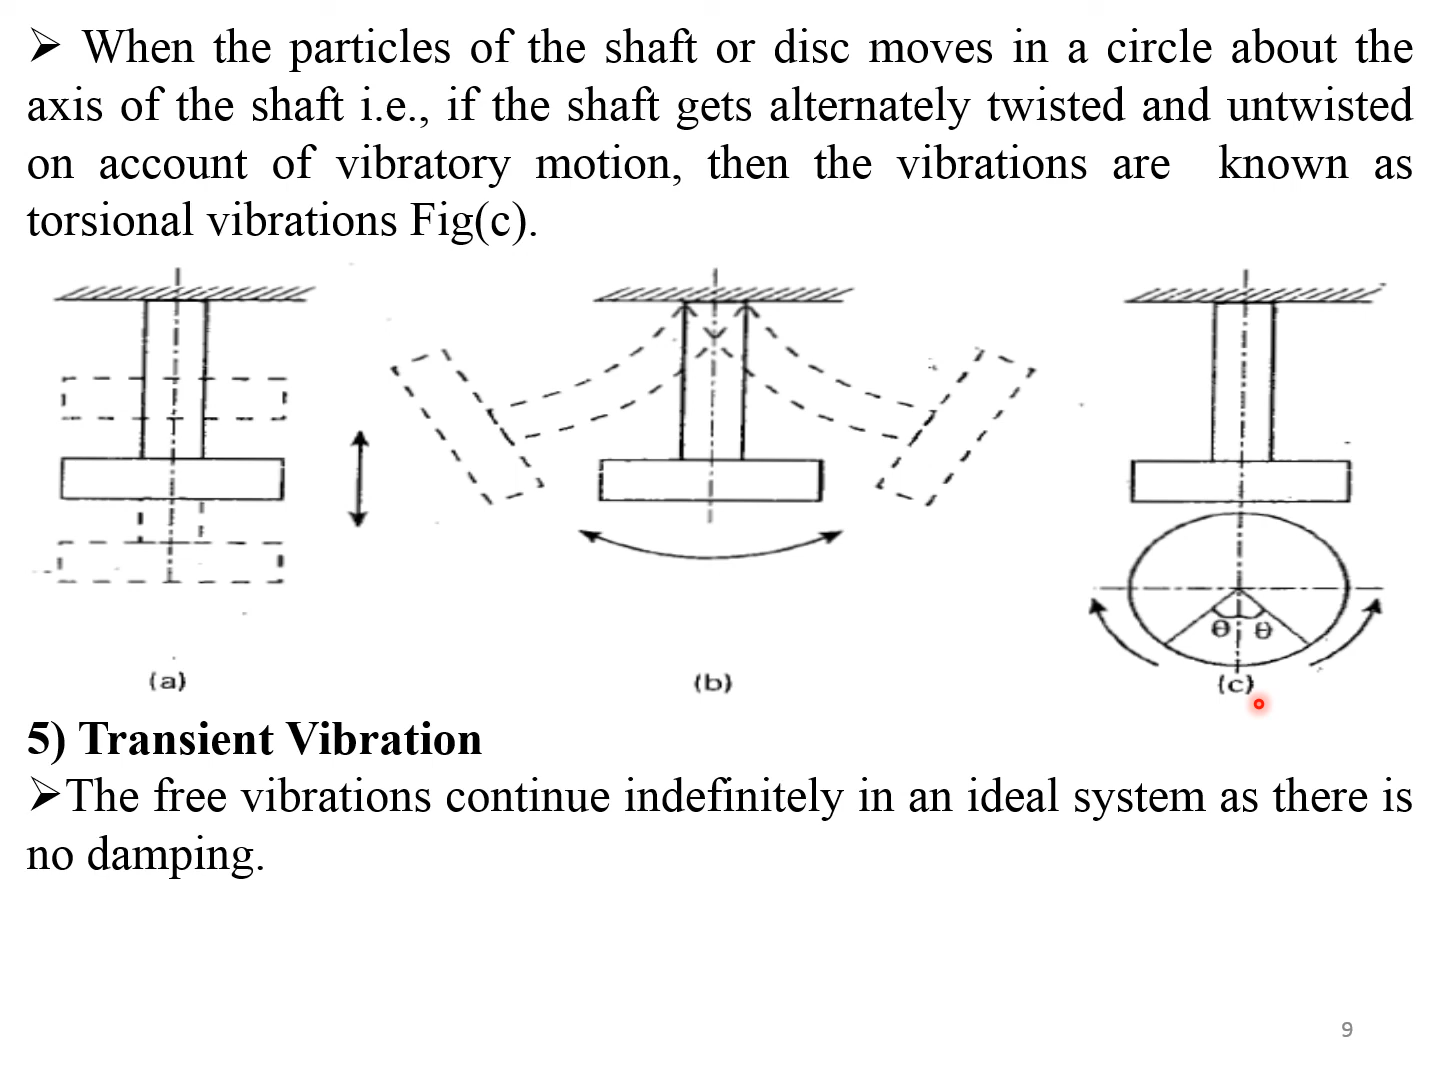 ➢ When the particles of the shaft or disc moves in a circle about the
axis of the shaft i.e., if the shaft gets alternately twisted and untwisted
on account of vibratory motion, then the vibrations are known as
torsional vibrations Fig(c).
θ θ
(a) (b) (c)
5) Transient Vibration
➢The free vibrations continue indefinitely in an ideal system as there is
no damping.
9